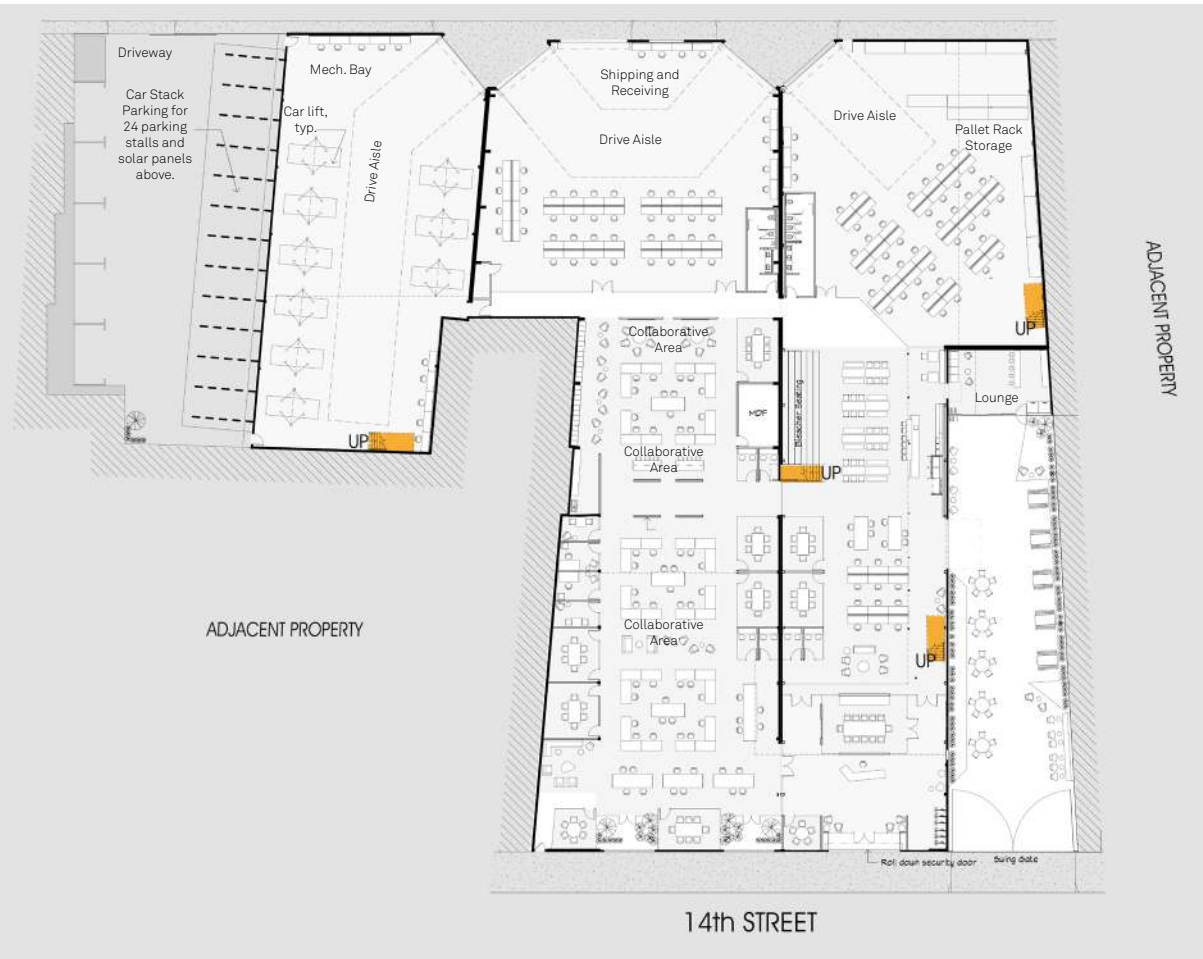 Driveway
Car Stack
Parking for
24 parking
stalls and
solar panels
above.
Mech. Bay
Car lift,
typ.
Drive Aisle
Shipping and
Receiving
Drive Aisle
Drive Aisle
Pallet Rack
Storage
ADJACENT PROPERTY
UP
Collaborative
Area
MDF
Bleacher Seating
Lounge
UP
Collaborative
Area
UP
ADJACENT PROPERTY
Collaborative
Area
UP
Roll down security door
Swing Gate
14th STREET